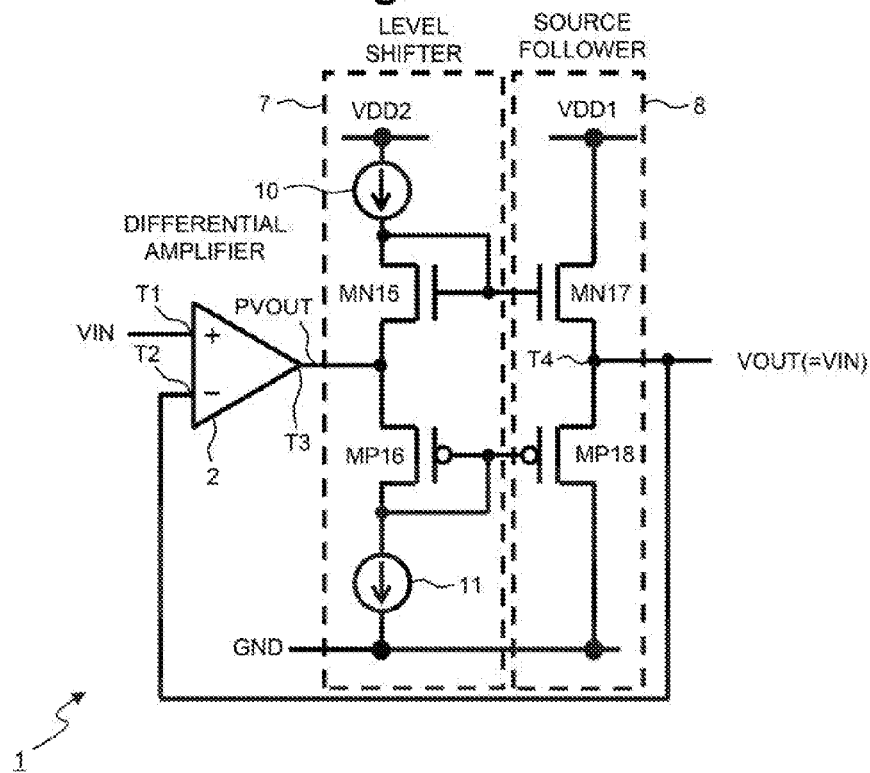 LEVEL
SHIFTER
SOURCE
FOLLOWER
7
VDD2
VDD1
8
10
DIFFERENTIAL
AMPLIFIER
MN15
MN17
T1
PVOUT
VIN
+
T2
T4
VOUT(=VIN)
−
T3
MP16
MP18
2
11
GND
1